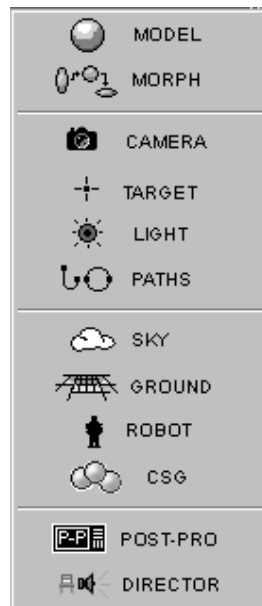 MODEL
MORPH
CAMERA
TARGET
LIGHT
PATHS
SKY
GROUND
ROBOT
CSG
P-P POST-PRO
DIRECTOR